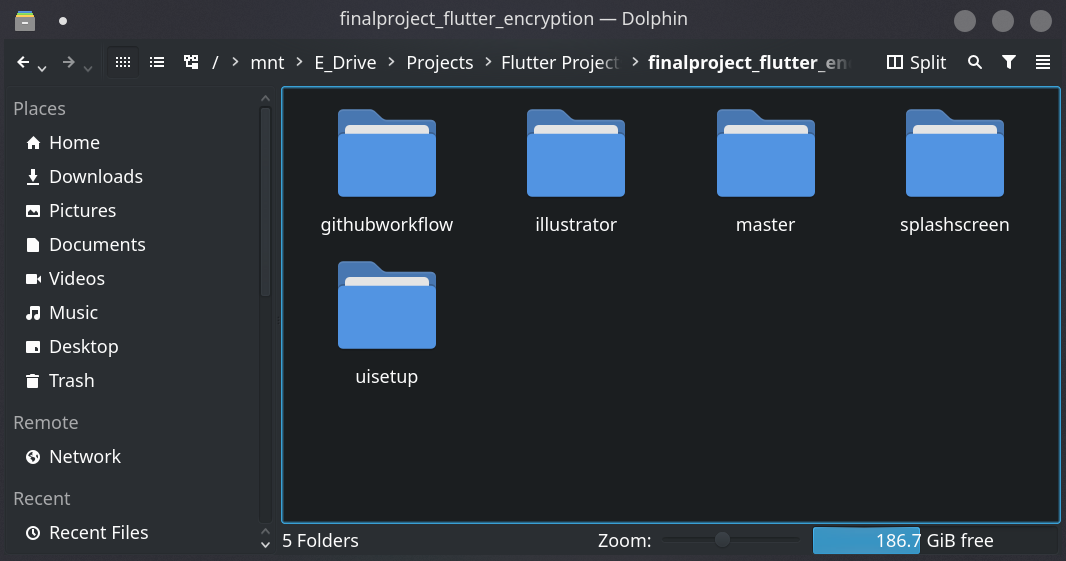 finalproject_flutter_encryption — Dolphin
/ > mnt > E_Drive > Projects > Flutter Project > finalproject_flutter_en Split
Places
Home
Downloads
Pictures
Documents
Videos
Music
Desktop
Trash
Remote
Network
Recent
Recent Files
githubworkflow illustrator master splashscreen
uisetup
5 Folders Zoom: 186.7 GiB free